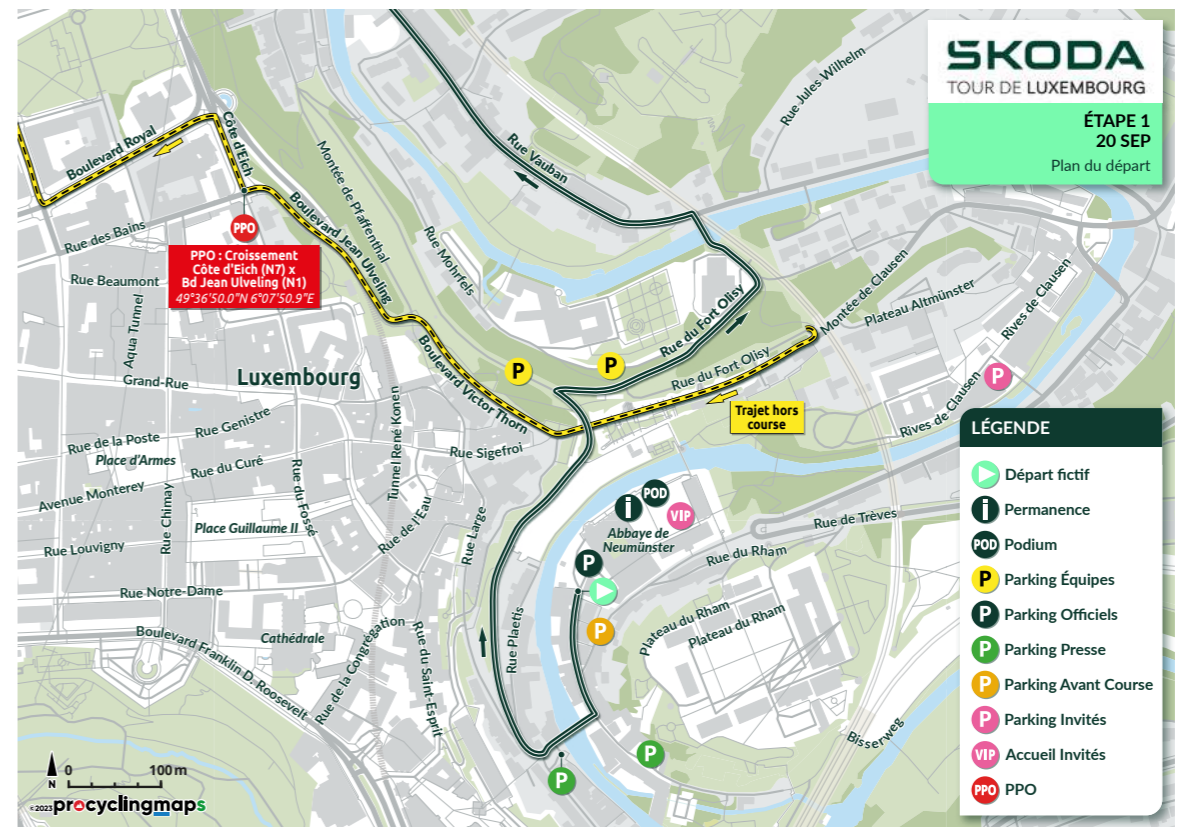 SKODA
TOUR DE LUXEMBOURG
ÉTAPE 1
20 SEP
Plan du départ
Rue Jules Wilhelm
Rue Vauban
Boulevard Royal
Côte d'Eich
Montée de Pfaffenthal
Boulevard Jean Ulveling
Rue Mohrfels
PPO
Rue des Bains
PPO : Croissement
Côte d'Eich (N7) x
Bd Jean Ulveling (N1)
49°36'50.0"N 6°07'50.9"E
Rue Beaumont
Aqua Tunnel
Rue du Fort Olisy
Montée de Clausen
Plateau Altmünster
Rives de Clausen
P
P
Rue du Fort Olisy
P
Grand-Rue
Luxembourg
Boulevard Victor Thorn
Trajet hors
course
Rives de Clausen
Rue Genistre
Rue de la Poste
Place d'Armes
Rue du Curé
Tunnel René Konen
Rue Sigefroi
Avenue Monterey
Rue Chimay
Rue du Fossé
Place Guillaume II
Rue de l'Eau
Rue Large
Rue Louvigny
i
POD
VIP
Abbaye de
Neumünster
Rue de Trèves
Rue du Rham
P
Rue Notre-Dame
P
Plateau du Rham
Plateau du Rham
Boulevard Franklin D. Roosevelt
Cathédrale
Rue de la Congrégation
Rue du Saint-Esprit
Rue Plaetis
Bisserweg
P
P
LÉGENDE
Départ fictif
i Permanence
POD Podium
P Parking Équipes
P Parking Officiels
P Parking Presse
P Parking Avant Course
P Parking Invités
VIP Accueil Invités
PPO PPO
N
0 100 m
©2023 procyclingmaps